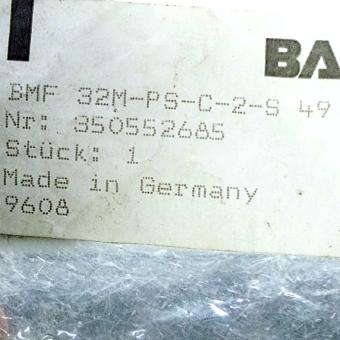 BA
BMF 32M-PS-C-2-S 49
Nr: 350552685
Stück: 1
Made in Germany
9608